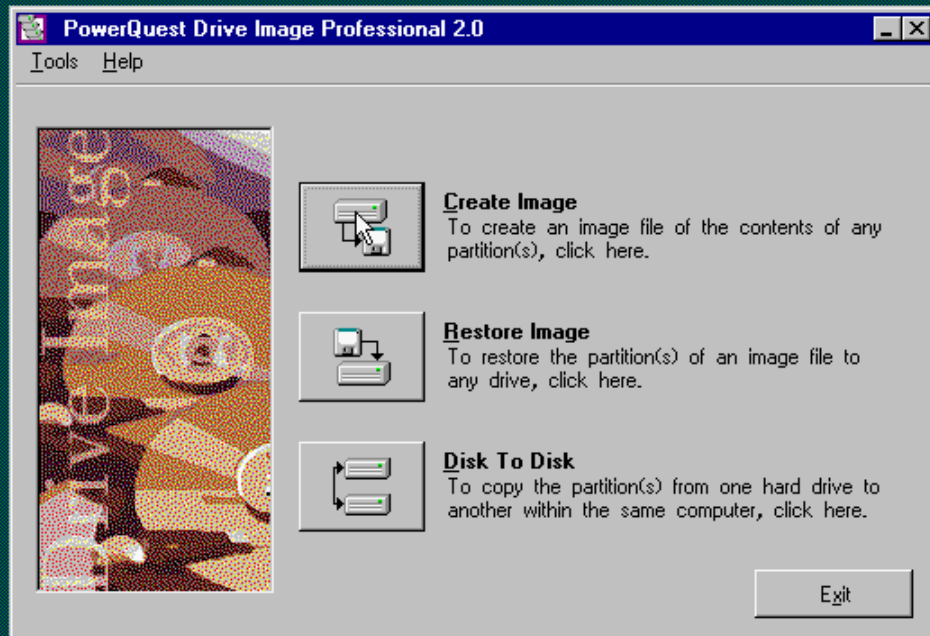 PowerQuest Drive Image Professional 2.0
Tools Help
Drive Image
Create Image
To create an image file of the contents of any
partition(s), click here.
Restore Image
To restore the partition(s) of an image file to
any drive, click here.
Disk To Disk
To copy the partition(s) from one hard drive to
another within the same computer, click here.
Exit